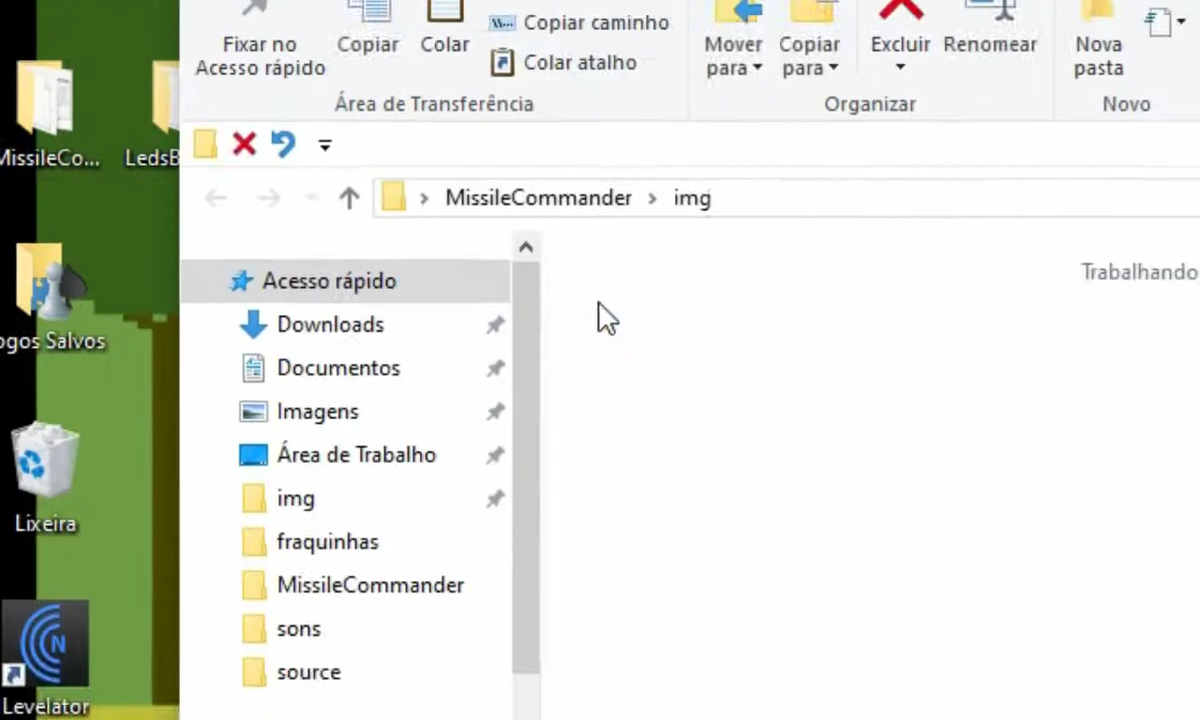 Fixar no
Acesso rápido
Copiar
Colar
Copiar caminho
Colar atalho
Mover
para
Copiar
para
Excluir
Renomear
Nova
pasta
Área de Transferência
Organizar
Novo
MissileCo...
LedsB
MissileCommander
img
Trabalhando
Acesso rápido
Downloads
Documentos
Imagens
Área de Trabalho
img
fraquinhas
MissileCommander
sons
source
ogos Salvos
Lixeira
N
Levelator